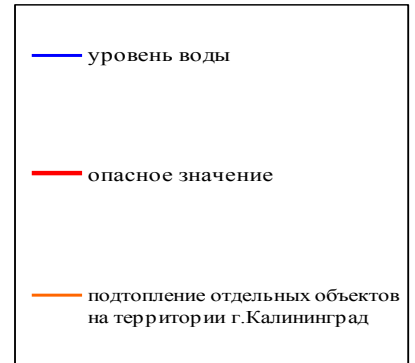 уровень воды
опасное значение
подтопление отдельных объектов
на территории г.Калининград